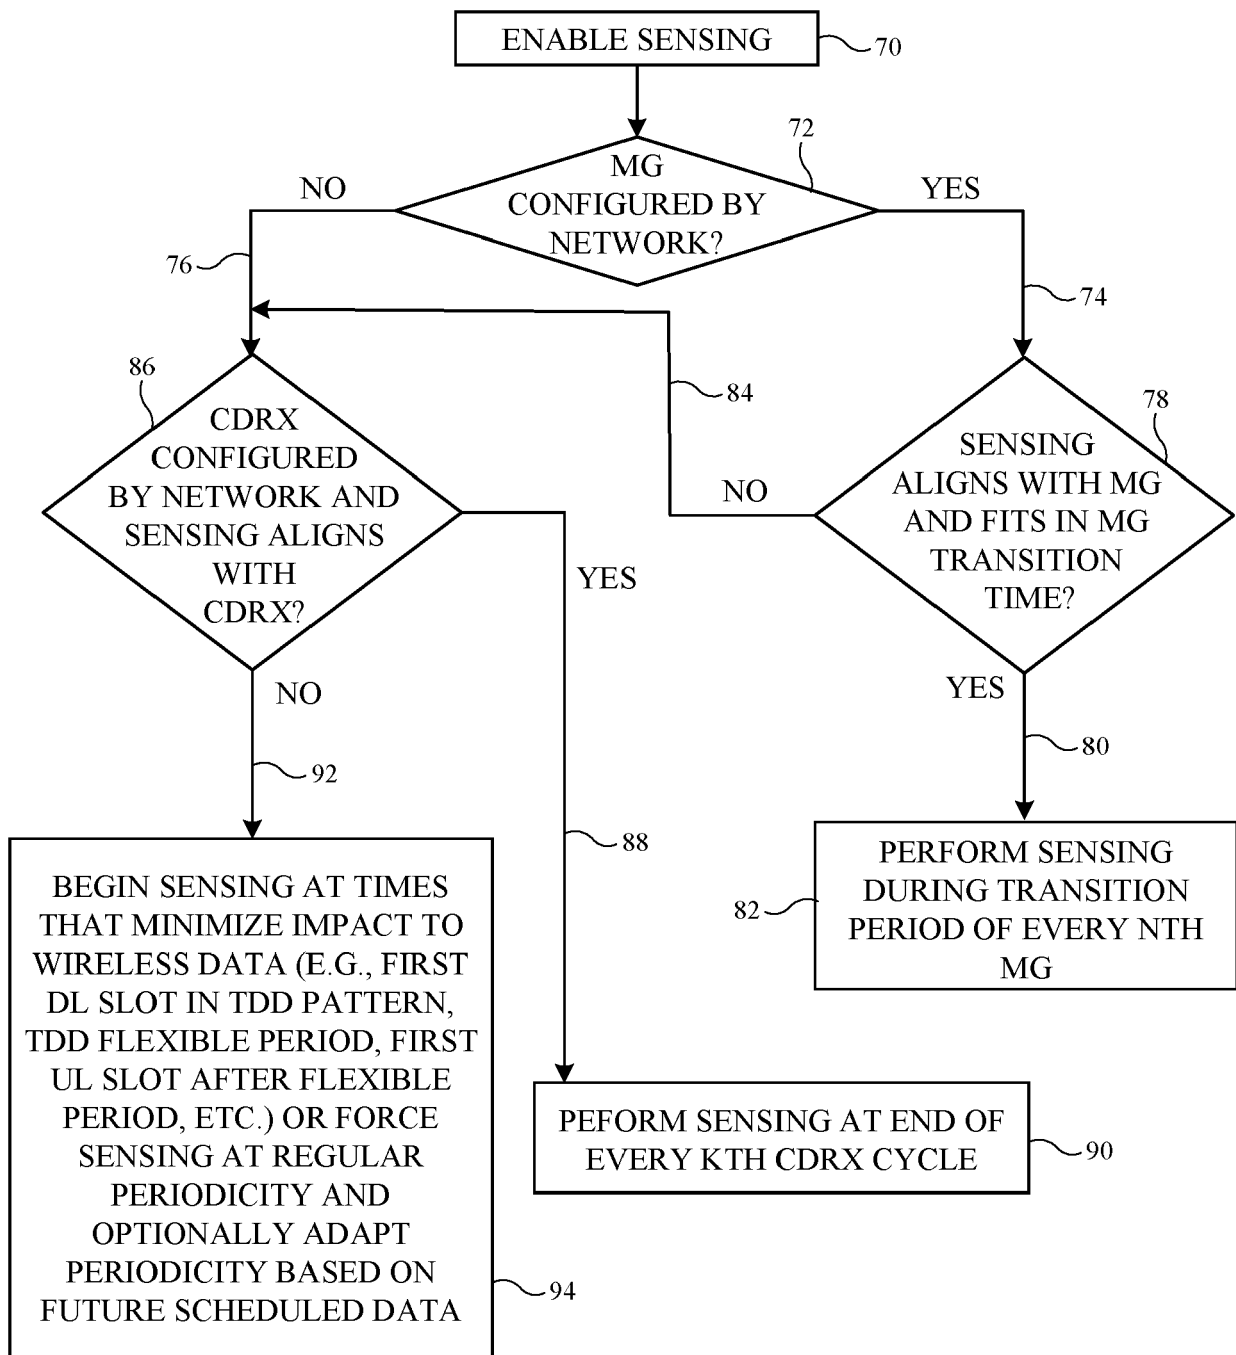 ENABLE SENSING
70
MG
CONFIGURED BY
NETWORK?
72
NO
YES
76
74
86
CDRX
CONFIGURED
BY NETWORK AND
SENSING ALIGNS
WITH
CDRX?
84
78
SENSING
ALIGNS WITH MG
AND FITS IN MG
TRANSITION
TIME?
NO
YES
NO
YES
92
80
88
BEGIN SENSING AT TIMES
THAT MINIMIZE IMPACT TO
WIRELESS DATA (E.G., FIRST
DL SLOT IN TDD PATTERN,
TDD FLEXIBLE PERIOD, FIRST
UL SLOT AFTER FLEXIBLE
PERIOD, ETC.) OR FORCE
SENSING AT REGULAR
PERIODICITY AND
OPTIONALLY ADAPT
PERIODICITY BASED ON
FUTURE SCHEDULED DATA
94
82
PERFORM SENSING
DURING TRANSITION
PERIOD OF EVERY NTH
MG
PEFORM SENSING AT END OF
EVERY KTH CDRX CYCLE
90